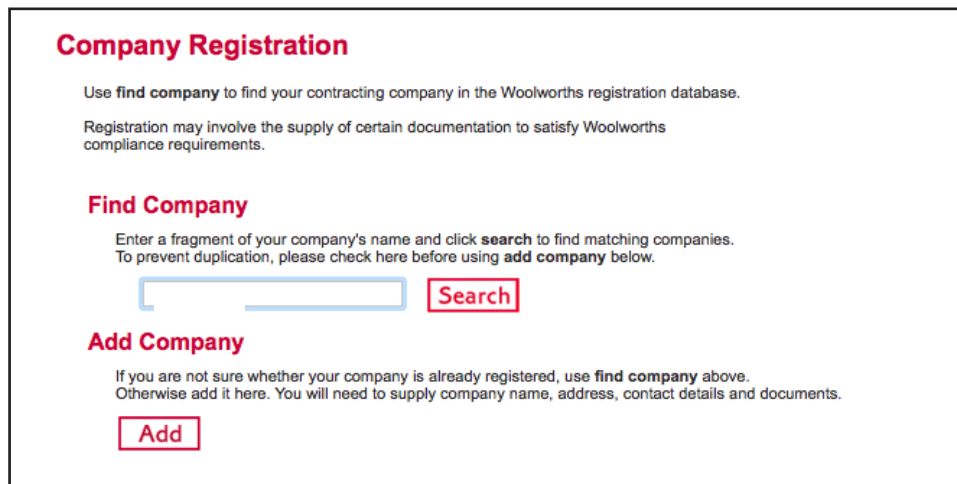 Company Registration
Use find company to find your contracting company in the Woolworths registration database.
Registration may involve the supply of certain documentation to satisfy Woolworths
compliance requirements.
Find Company
Enter a fragment of your company's name and click search to find matching companies.
To prevent duplication, please check here before using add company below.
Search
Add Company
If you are not sure whether your company is already registered, use find company above.
Otherwise add it here. You will need to supply company name, address, contact details and documents.
Add